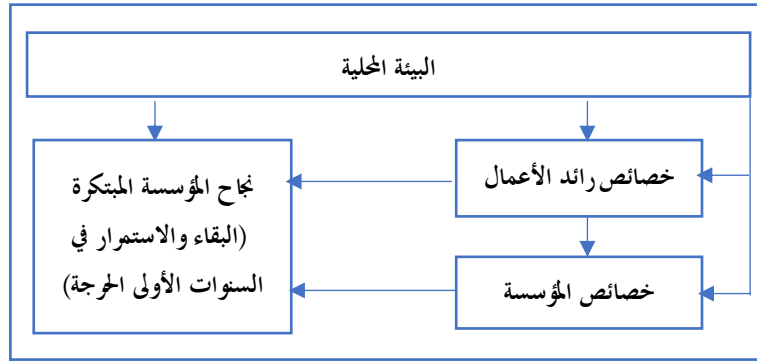 البيئة المحلية
خصائص رائد الأعمال
نجاح المؤسسة المبتكرة
(البقاء والاستمرار في
السنوات الأولى الحرجة)
خصائص المؤسسة